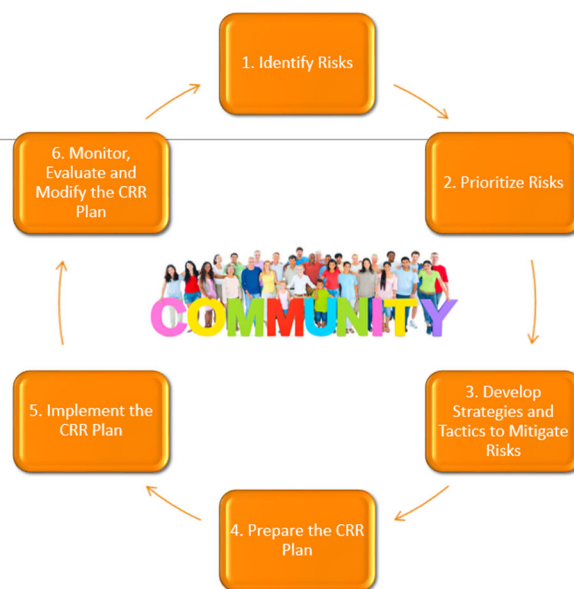 1. Identify Risks
2. Prioritize Risks
3. Develop
Strategies and
Tactics to Mitigate
Risks
4. Prepare the CRR
Plan
5. Implement the
CRR Plan
6. Monitor,
Evaluate and
Modify the CRR
Plan
COMMUNITY